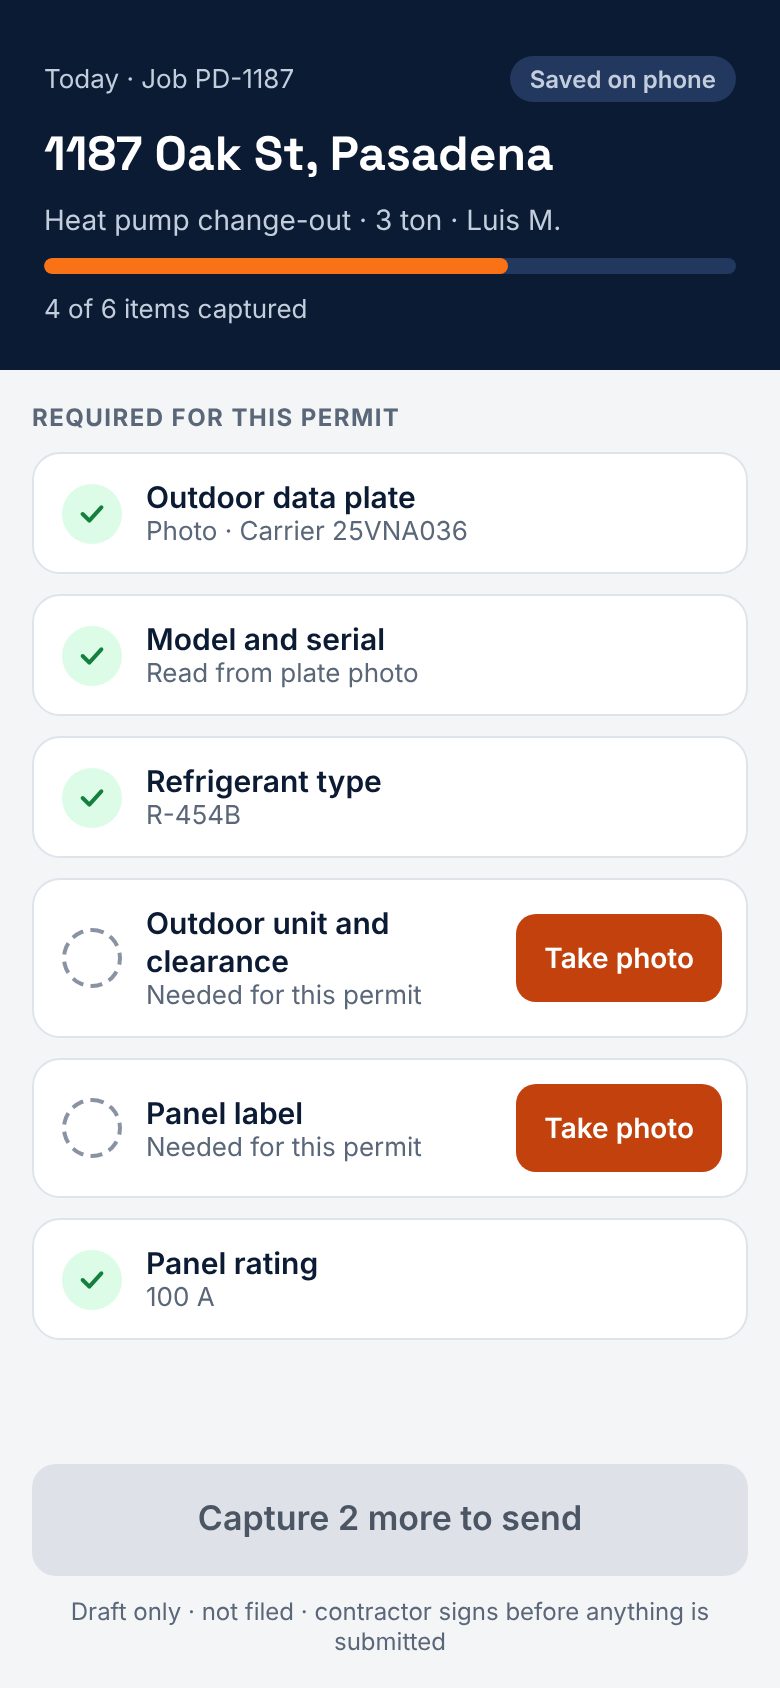 Today · Job PD-1187
Saved on phone
1187 Oak St, Pasadena
Heat pump change-out · 3 ton · Luis M.
4 of 6 items captured
REQUIRED FOR THIS PERMIT
Outdoor data plate
Photo · Carrier 25VNA036
Model and serial
Read from plate photo
Refrigerant type
R-454B
Outdoor unit and
clearance
Needed for this permit
Take photo
Panel label
Needed for this permit
Take photo
Panel rating
100 A
Capture 2 more to send
Draft only · not filed · contractor signs before anything is
submitted